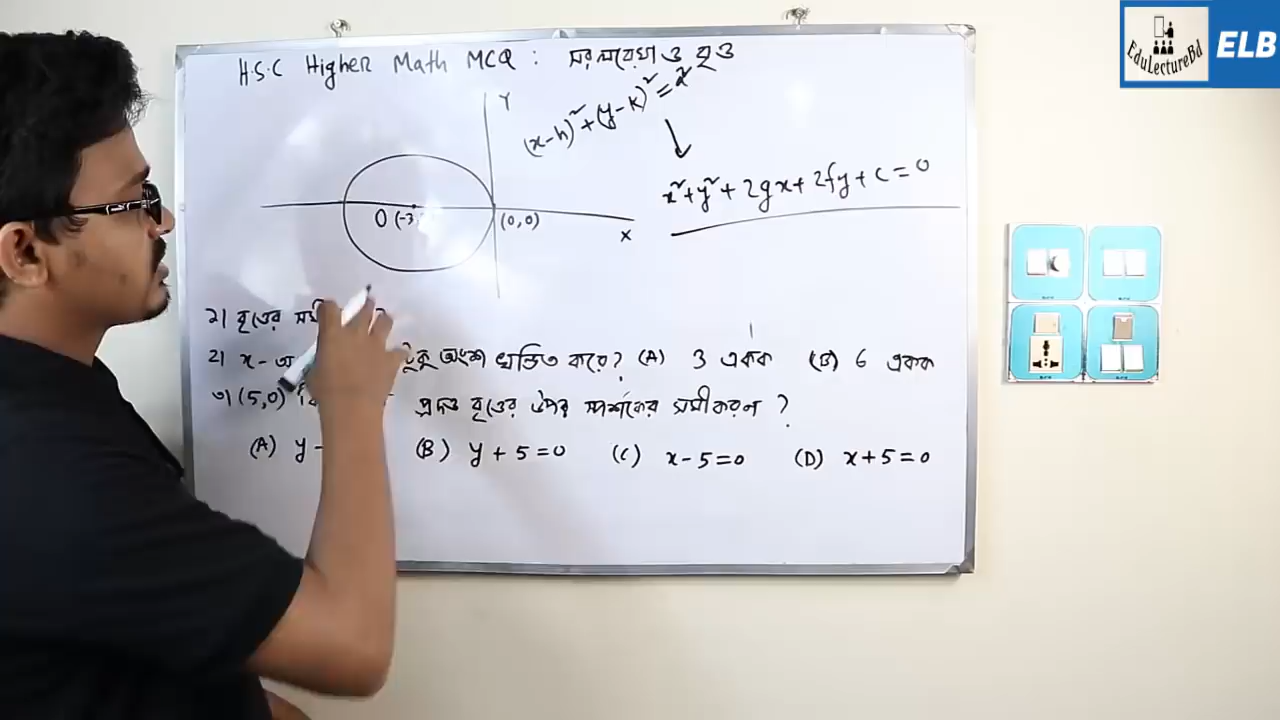 H.S.C Higher Math MCQ : সরলরেখা ও বৃত্ত
Y
(x-h)²+(y-k)²=r²
x²+y²+2gx+2fy+c=0
O (-3,
(0,0)
X
১। বৃত্তের
২। x- অংশ খন্ডিত করে? (A) 3 একক (B) 6 একক
৩। (5,0) প্রদত্ত বৃত্তের উপর স্পর্শকের সমীকরণ ?
(A) y - (B) y + 5 = 0 (C) x - 5 = 0 (D) x + 5 = 0
EduLectureBd
ELB